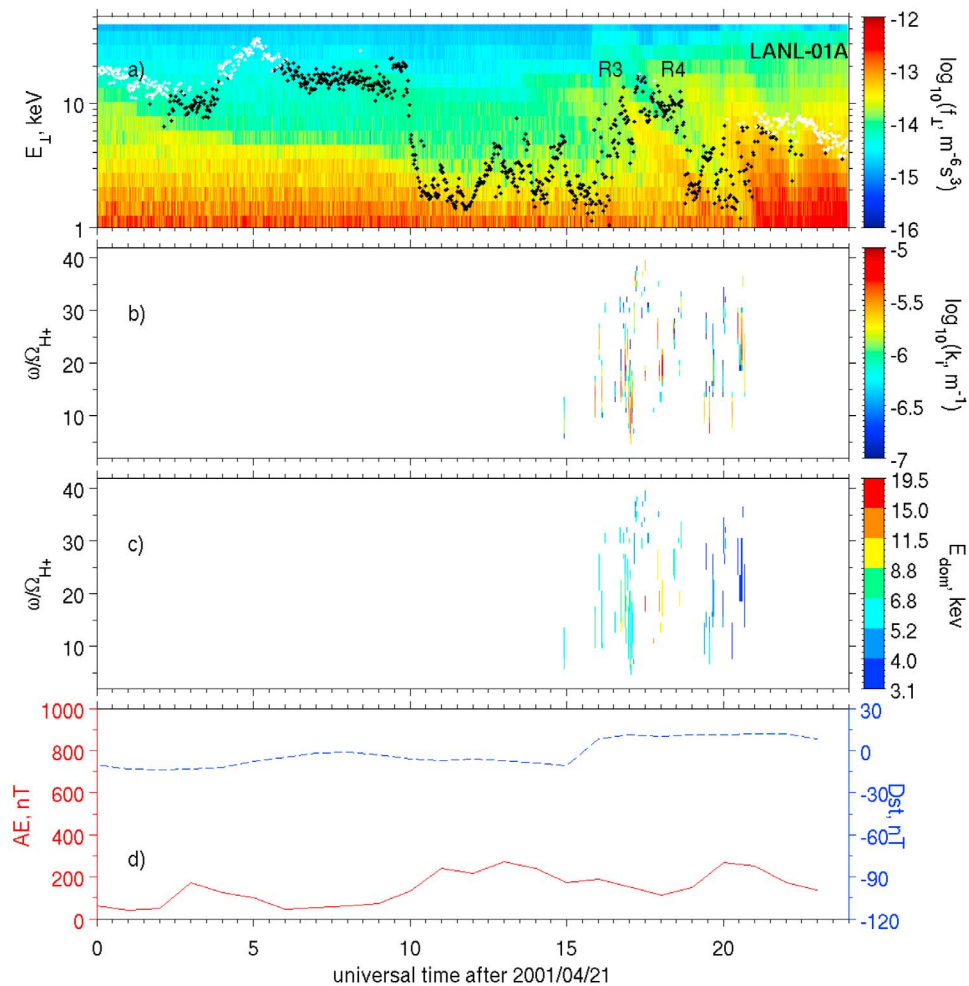 -12
LANL-01A
a)
R3 R4
-13
10
-14
E⊥, keV
log10(f⊥, m-6s3)
-15
1
-16
40
-5
b)
30
-5.5
ω/ΩH+
20
-6
log10(ki, m-1)
10
-6.5
-7
40
19.5
c)
15.0
30
11.5
ω/ΩH+
8.8
Edom, kev
20
6.8
5.2
10
4.0
3.1
1000
30
800
0
600
-30
AE, nT
Dst, nT
400
-60
d)
200
-90
0
-120
0 5 10 15 20
universal time after 2001/04/21